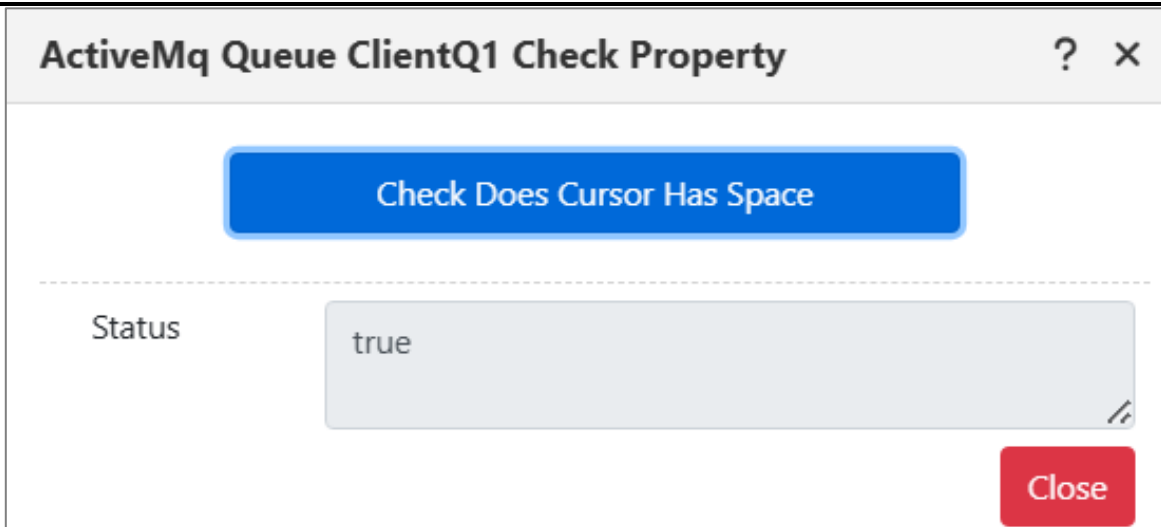 ActiveMq Queue ClientQ1 Check Property ? ×
Check Does Cursor Has Space
Status
true
Close